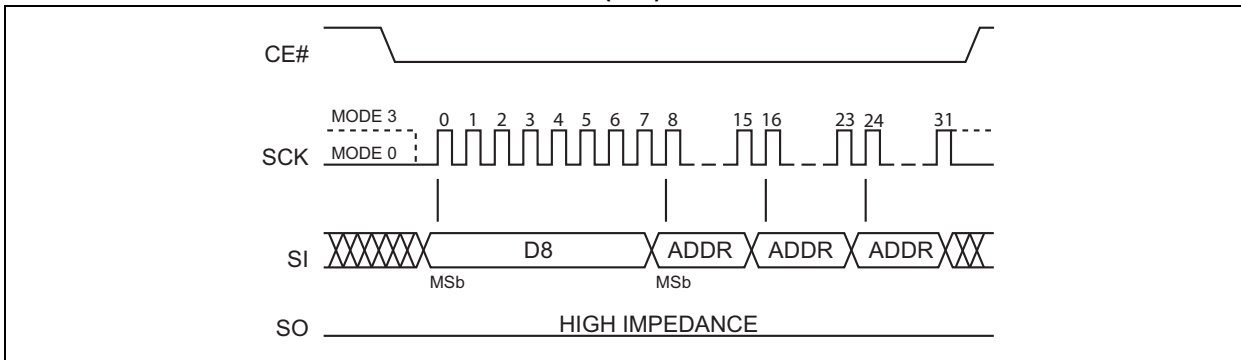 CE#
MODE 3
0 1 2 3 4 5 6 7 8 15 16 23 24 31
SCK MODE 0
SI D8 ADDR ADDR ADDR
MSb MSb
SO HIGH IMPEDANCE